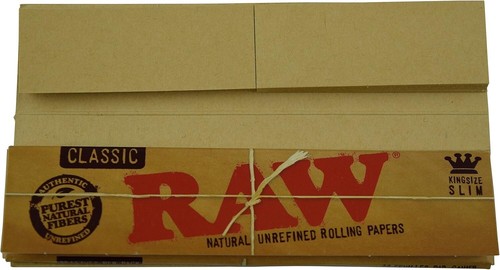 CLASSIC
AUTHENTIC
PUREST
NATURAL
FIBERS
UNREFINED
RAW®
NATURAL UNREFINED ROLLING PAPERS
KINGSIZE
SLIM